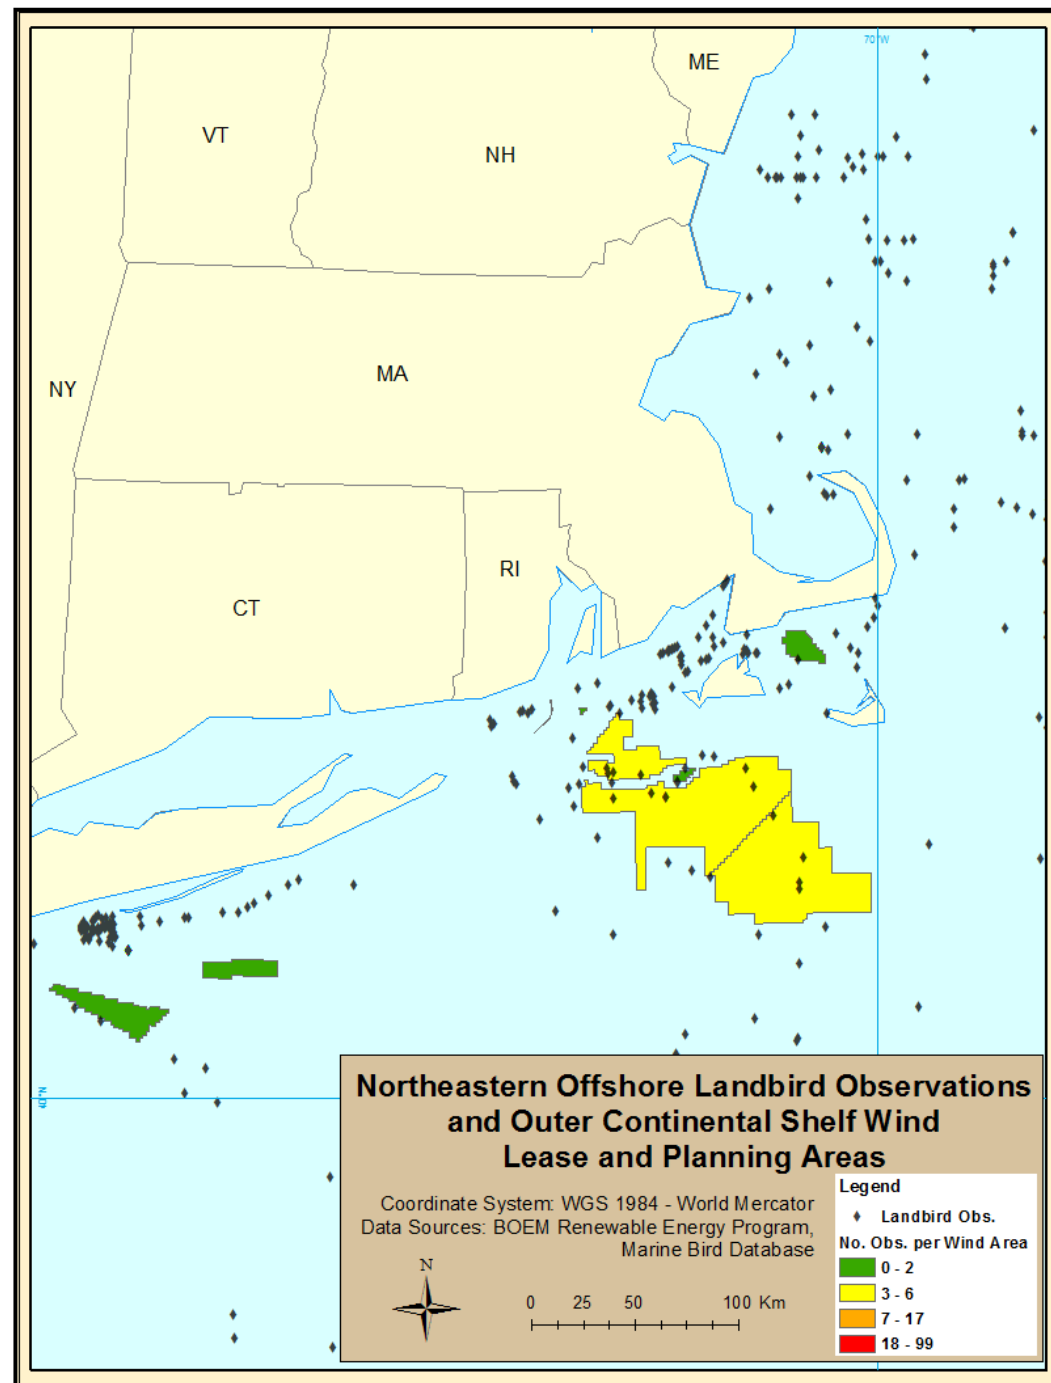 70°W
ME
VT
NH
NY
MA
RI
CT
40°N
Northeastern Offshore Landbird Observations
and Outer Continental Shelf Wind
Lease and Planning Areas
Coordinate System: WGS 1984 - World Mercator
Data Sources: BOEM Renewable Energy Program,
Marine Bird Database
N
0 25 50 100 Km
Legend
Landbird Obs.
No. Obs. per Wind Area
0 - 2
3 - 6
7 - 17
18 - 99